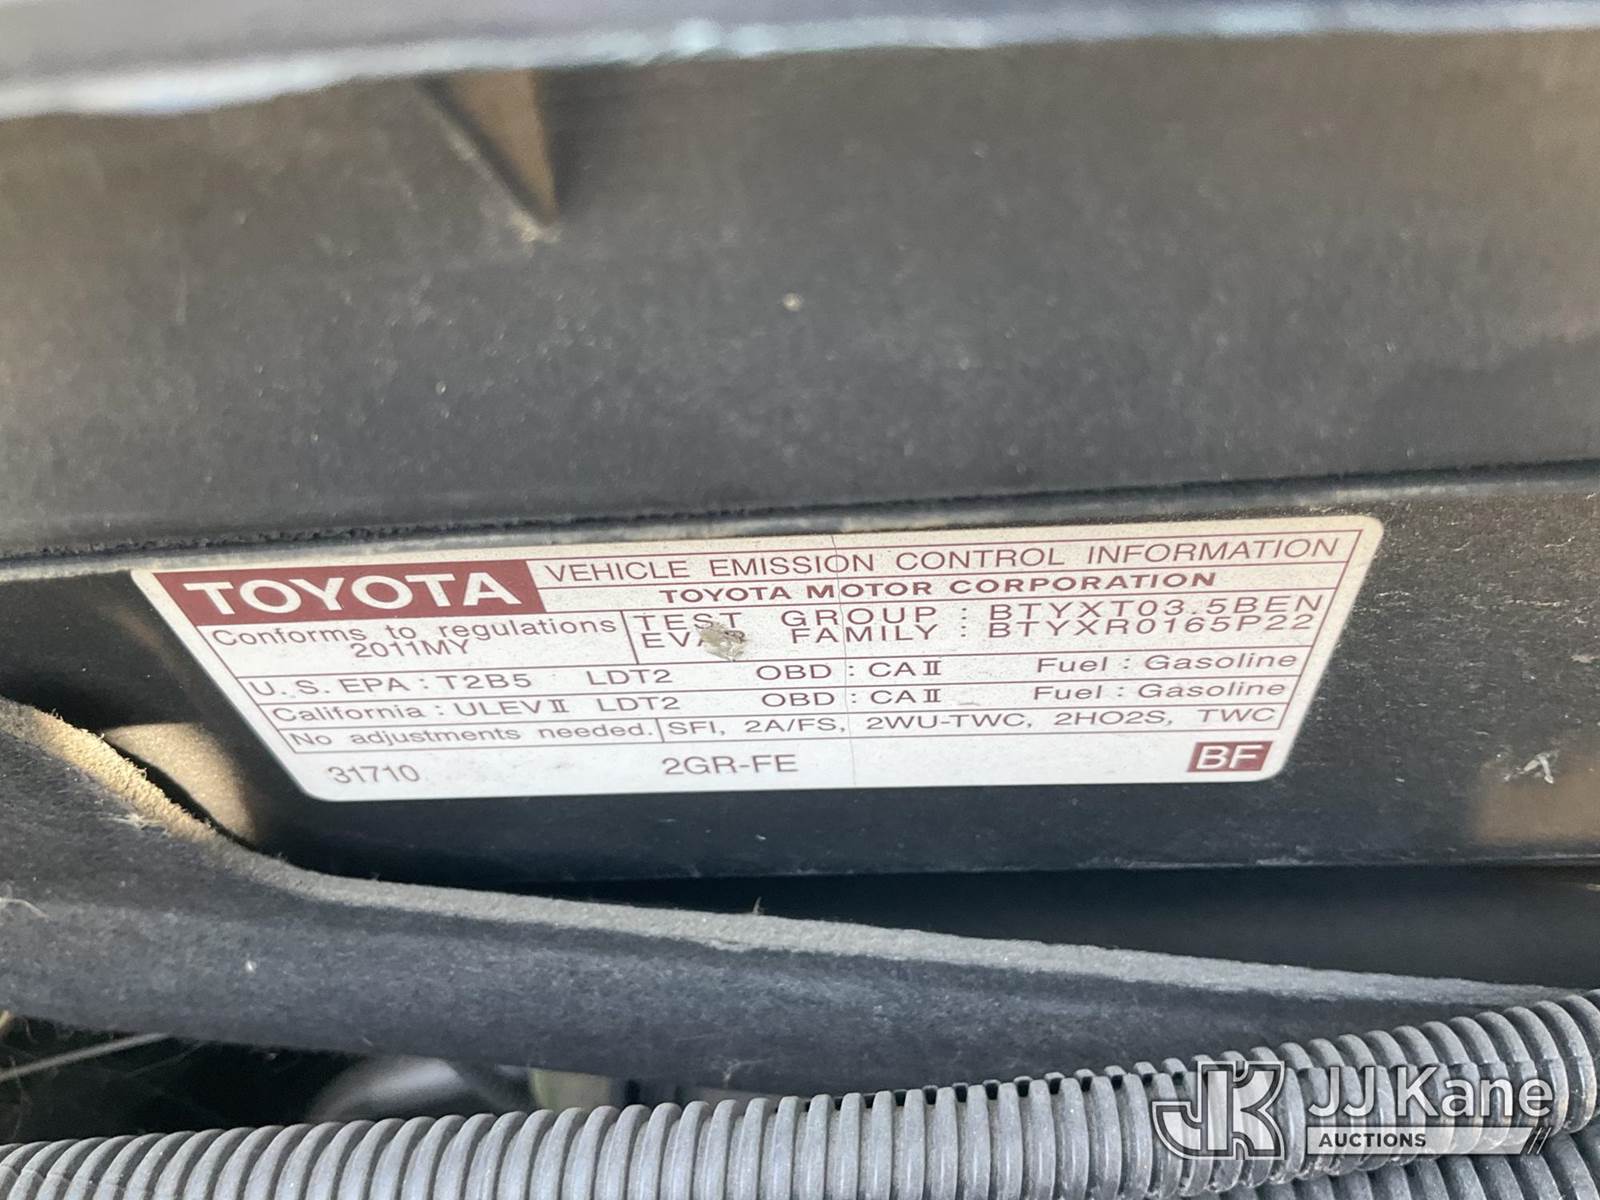 TOYOTA VEHICLE EMISSION CONTROL INFORMATION
TOYOTA MOTOR CORPORATION
Conforms to regulations
2011MY
TEST GROUP : BTYXT03.5BEN
EVAP FAMILY : BTYXR0165P22
U.S. EPA : T2B5 LDT2 OBD : CAⅡ Fuel : Gasoline
California : ULEVⅡ LDT2 OBD : CAⅡ Fuel : Gasoline
No adjustments needed. SFI, 2A/FS, 2WU-TWC, 2HO2S, TWC
31710 2GR-FE BF
JK JJ Kane
AUCTIONS